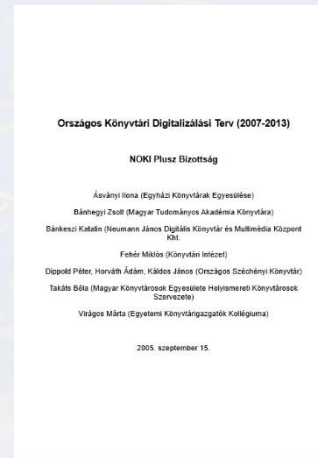 Országos Könyvtári Digitalizálási Terv (2007-2013)
NOKI Plusz Bizottság
Ásványi Ilona (Egyházi Könyvtárak Egyesülése)
Bánhegyi Zsolt (Magyar Tudományos Akadémia Könyvtára)
Bánkeszi Katalin (Neumann János Digitális Könyvtár és Multimédia Központ
Kht.
Fehér Miklós (Könyvtári Intézet)
Dippold Péter, Horváth Ádám, Káldos János (Országos Széchényi Könyvtár)
Takáts Béla (Magyar Könyvtárosok Egyesülete Helyismereti Könyvtárosok
Szervezete)
Virágos Márta (Egyetemi Könyvtárigazgatók Kollégiuma)
2005. szeptember 15.